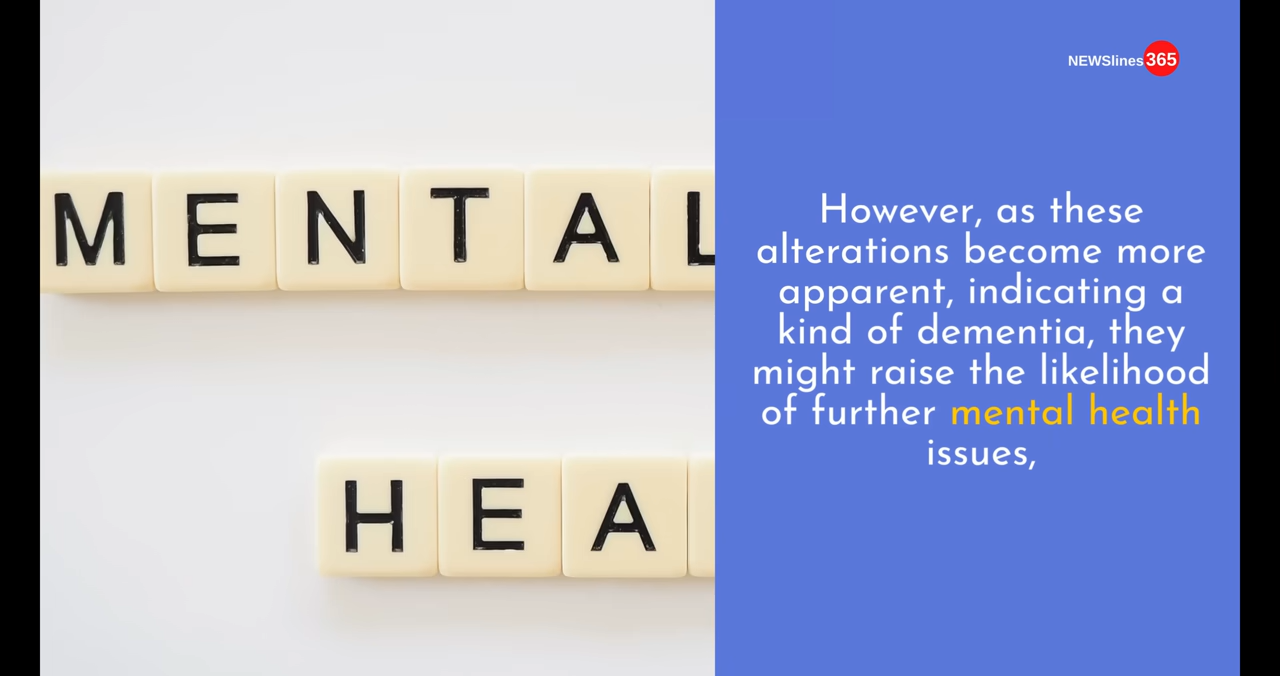 MENTAL
HEA
NEWSlines365
However, as these
alterations become more
apparent, indicating a
kind of dementia, they
might raise the likelihood
of further mental health
issues,